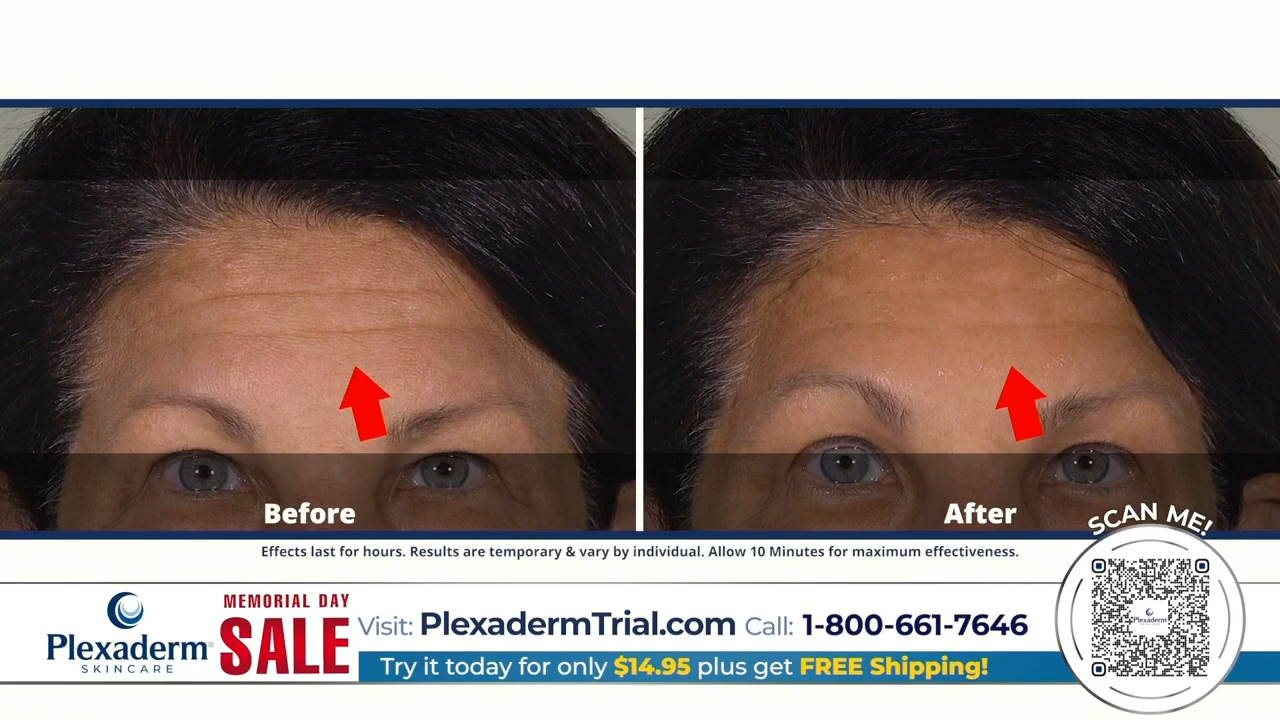 Before
After
Effects last for hours. Results are temporary & vary by individual. Allow 10 Minutes for maximum effectiveness.
SCAN ME!
Plexaderm®
SKINCARE
MEMORIAL DAY
SALE
Visit: PlexadermTrial.com Call: 1-800-661-7646
Try it today for only $14.95 plus get FREE Shipping!
Plexaderm